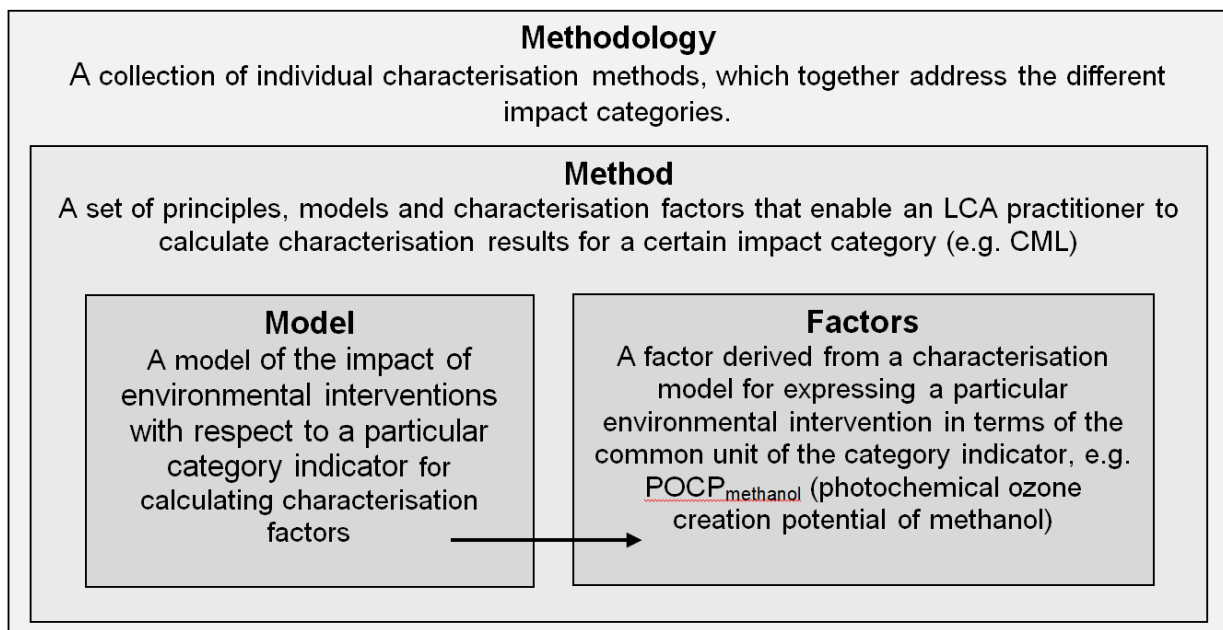 Methodology
A collection of individual characterisation methods, which together address the different
impact categories.
Method
A set of principles, models and characterisation factors that enable an LCA practitioner to
calculate characterisation results for a certain impact category (e.g. CML)
Model
A model of the impact of
environmental interventions
with respect to a particular
category indicator for
calculating characterisation
factors
Factors
A factor derived from a characterisation
model for expressing a particular
environmental intervention in terms of the
common unit of the category indicator, e.g.
POCPmethanol (photochemical ozone
creation potential of methanol)